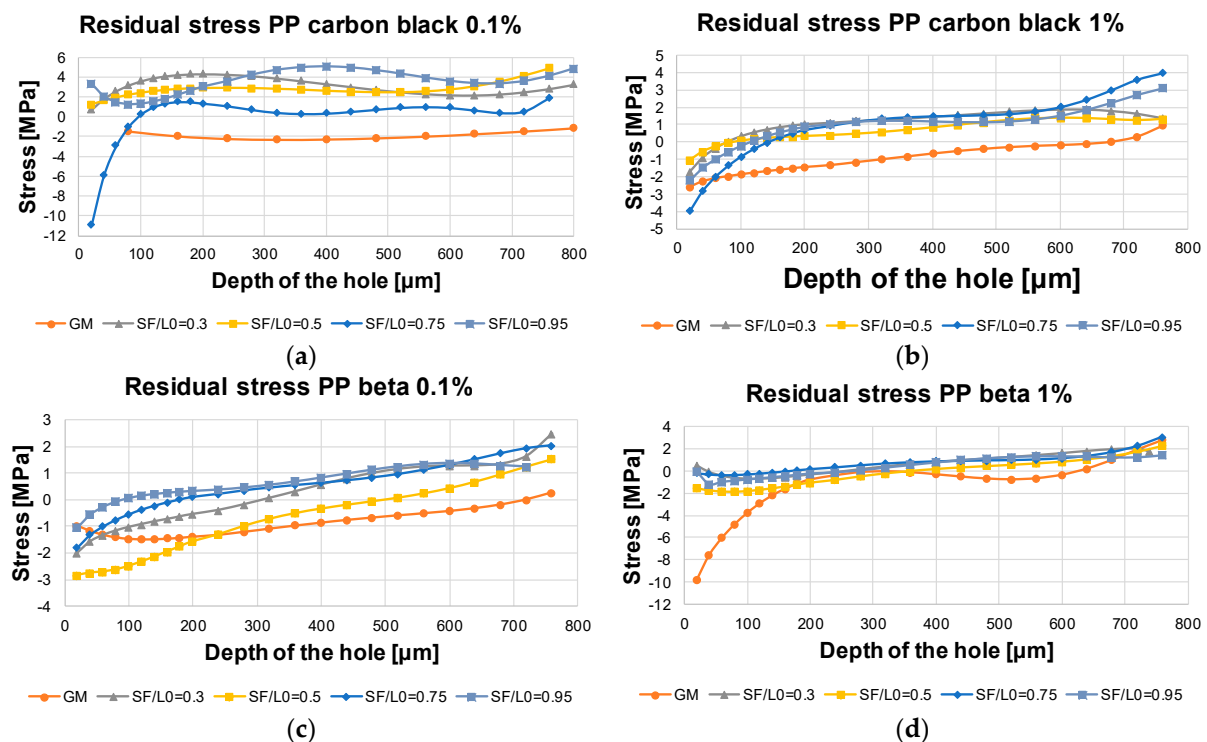 (a)
Residual stress PP carbon black 0.1%
Stress [MPa]
6
4
2
0
-2
-4
-6
-8
-10
-12
0 100 200 300 400 500 600 700 800
Depth of the hole [µm]
GM SF/L0=0.3 SF/L0=0.5 SF/L0=0.75 SF/L0=0.95
(a)
Residual stress PP carbon black 1%
Stress [MPa]
5
4
3
2
1
0
-1
-2
-3
-4
5
0 100 200 300 400 500 600 700 800
Depth of the hole [µm]
GM SF/L0=0.3 SF/L0=0.5 SF/L0=0.75 SF/L0=0.95
(b)
Residual stress PP beta 0.1%
Stress [MPa]
3
2
1
0
-1
-2
-3
-4
0 100 200 300 400 500 600 700 800
Depth of the hole [µm]
GM SF/L0=0.3 SF/L0=0.5 SF/L0=0.75 SF/L0=0.95
(c)
Residual stress PP beta 1%
Stress [MPa]
4
2
0
-2
-4
-6
-8
-10
-12
0 100 200 300 400 500 600 700 800
Depth of the hole [µm]
GM SF/L0=0.3 SF/L0=0.5 SF/L0=0.75 SF/L0=0.95
(d)